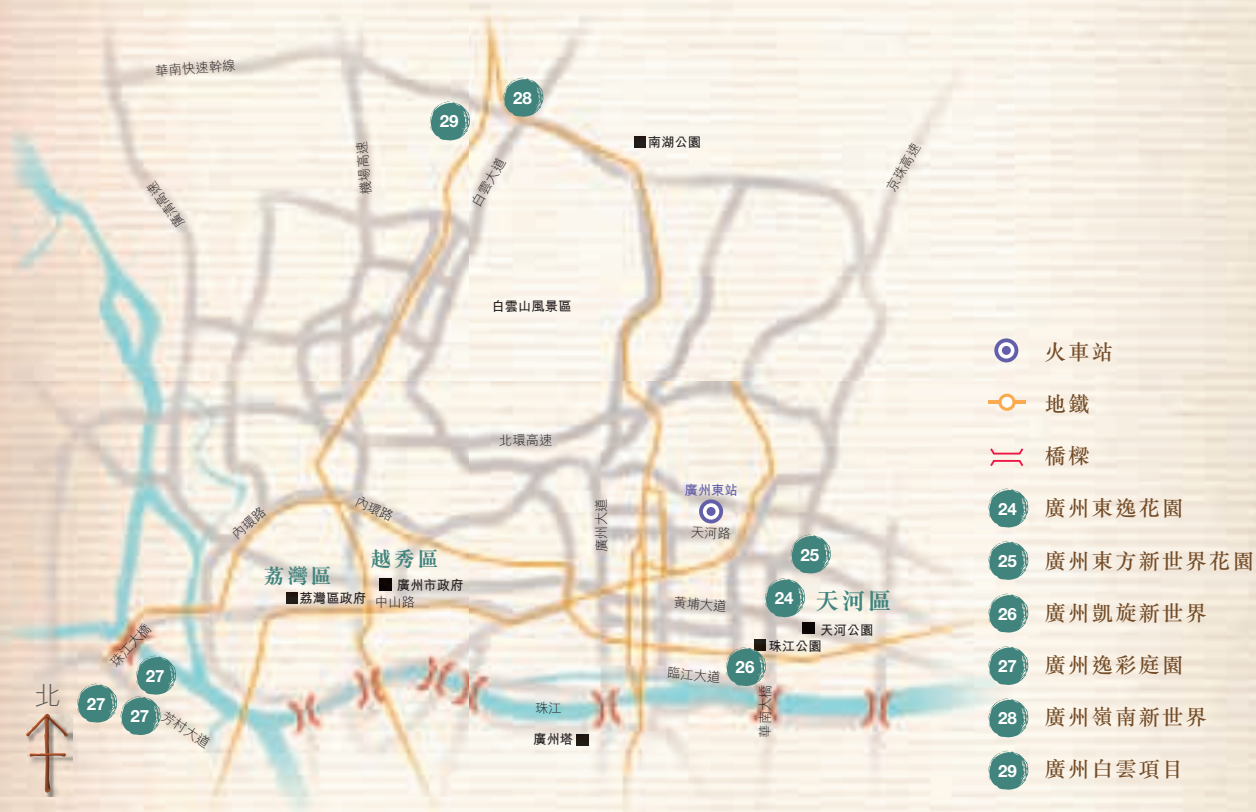 華南快速幹線
28
29
南湖公園
機場高速
白雲大道
京珠高速
廣清高速
白雲山風景區
火車站
地鐵
北環高速
橋樑
廣州東站
內環路
內環路
廣州大道
天河路
24 廣州東逸花園
25
越秀區
25 廣州東方新世界花園
荔灣區
廣州市政府
荔灣區政府
中山路
黃埔大道
24
天河區
26 廣州凱旋新世界
天河公園
珠江大橋
珠江公園
臨江大道
26
27
27 廣州逸彩庭園
北
27
27
芳村大道
珠江
華南大橋
28 廣州嶺南新世界
廣州塔
29 廣州白雲項目